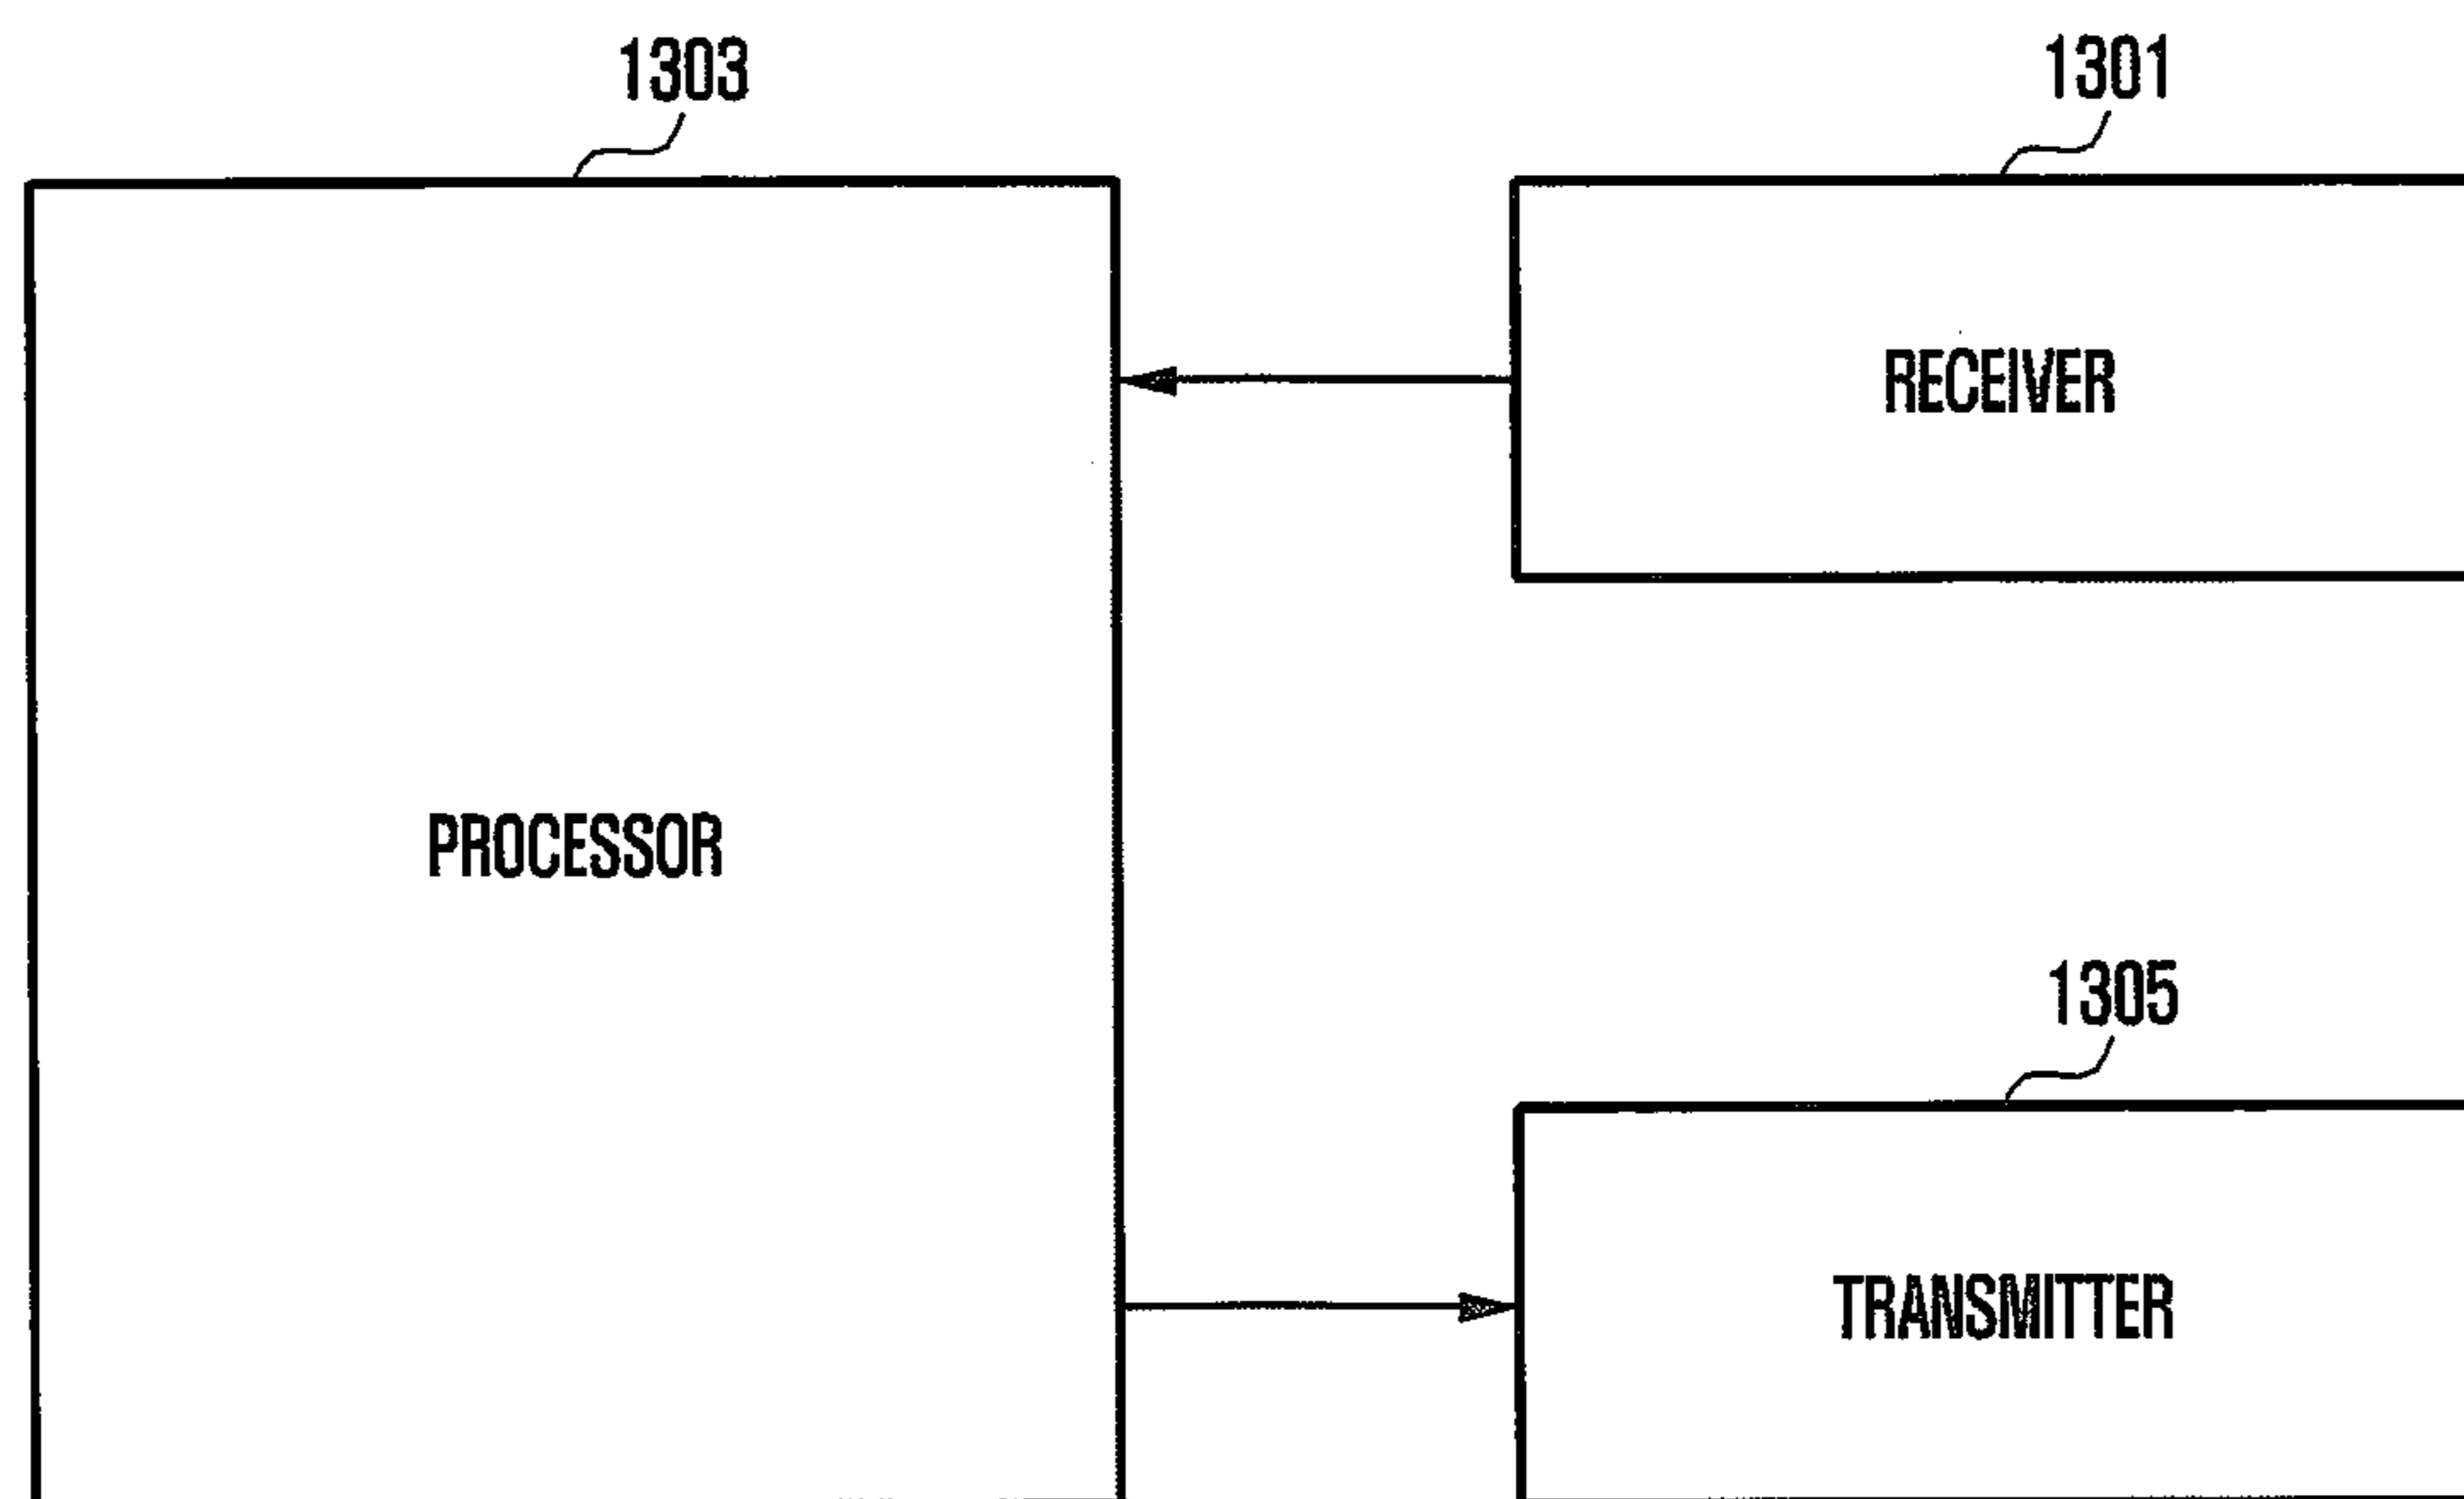 1303
1301
RECEIVER
PROCESSOR
1305
TRANSMITTER